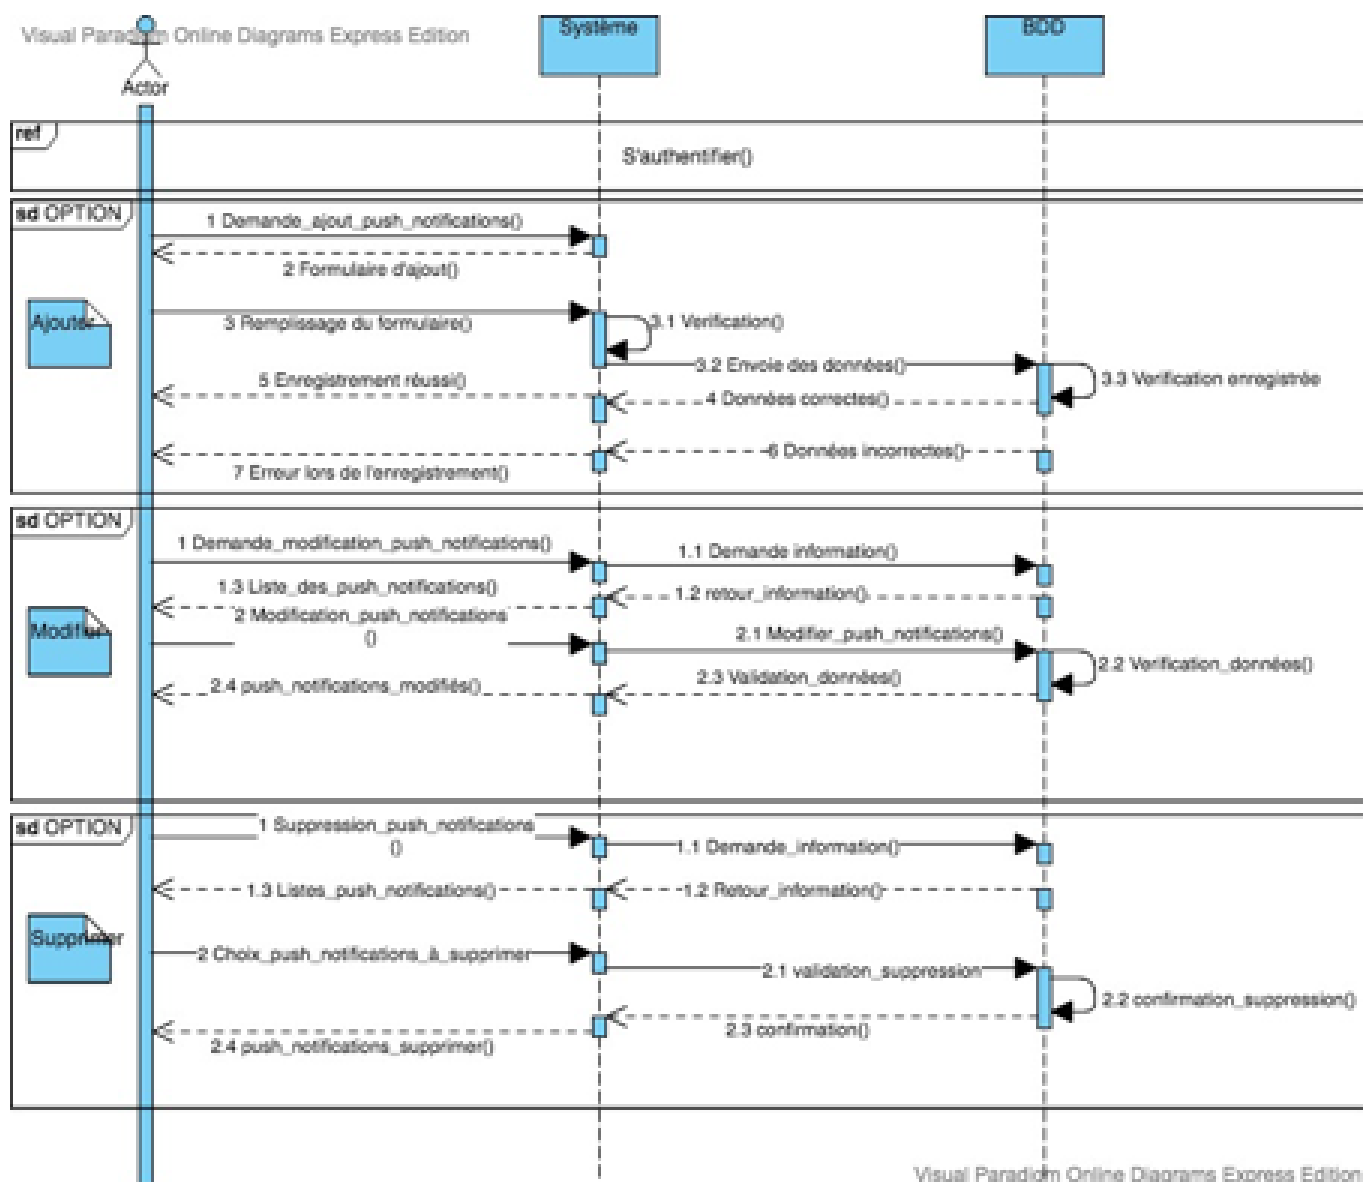 Visual Paradigm Online Diagrams Express Edition
Système
BDD
Actor
ref
S'authentifier()
sd OPTION
1 Demande_ajout_push_notifications()
2 Formulaire d'ajout()
Ajouter
3 Remplissage du formulaire()
3.1 Verification()
3.2 Envoie des données()
3.3 Verification enregistrée
5 Enregistrement réussi()
4 Données correctes()
6 Données incorrectes()
7 Erreur lors de l'enregistrement()
sd OPTION
1 Demande_modification_push_notifications()
1.1 Demande information()
1.3 Liste_des_push_notifications()
1.2 retour_information()
2 Modification_push_notifications
()
Modifier
2.1 Modifier_push_notifications()
2.2 Verification_données()
2.3 Validation_données()
2.4 push_notifications_modifiés()
sd OPTION
1 Suppression_push_notifications
()
1.1 Demande_information()
1.3 Listes_push_notifications()
1.2 Retour_information()
Supprimer
2 Choix_push_notifications_à_supprimer
2.1 validation_suppression
2.2 confirmation_suppression()
2.3 confirmation()
2.4 push_notifications_supprimer()
Visual Paradigm Online Diagrams Express Edition